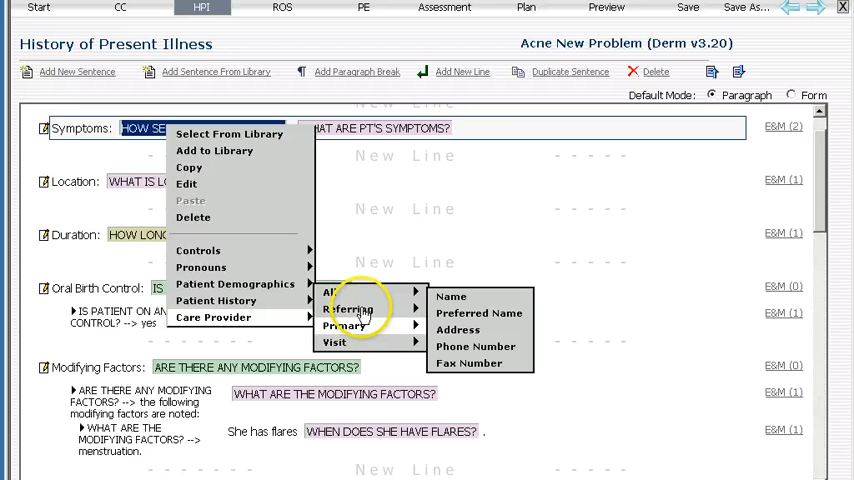 Start CC HPI ROS PE Assessment Plan Preview Save Save As... X
History of Present Illness Acne New Problem (Derm v3.20)
Add New Sentence Add Sentence From Library Add Paragraph Break Add New Line Duplicate Sentence Delete
Default Mode: Paragraph Form
Symptoms: HOW SE HAT ARE PT'S SYMPTOMS? E&M (2)
New Line
Location: WHAT IS LO E&M (1)
New Line
Duration: HOW LONG E&M (1)
New Line
Oral Birth Control: IS E&M (0)
IS PATIENT ON AN E&M (1)
CONTROL? --> yes
Select From Library
Add to Library
Copy
Edit
Paste
Delete
Controls
Pronouns
Patient Demographics
Patient History
Care Provider
All
Referring
Primary
Visit
Name
Preferred Name
Address
Phone Number
Fax Number
Modifying Factors: ARE THERE ANY MODIFYING FACTORS? E&M (0)
ARE THERE ANY MODIFYING WHAT ARE THE MODIFYING FACTORS? E&M (1)
FACTORS? --> the following
modifying factors are noted:
WHAT ARE THE She has flares WHEN DOES SHE HAVE FLARES? . E&M (1)
MODIFYING FACTORS? -->
menstruation.
New Line